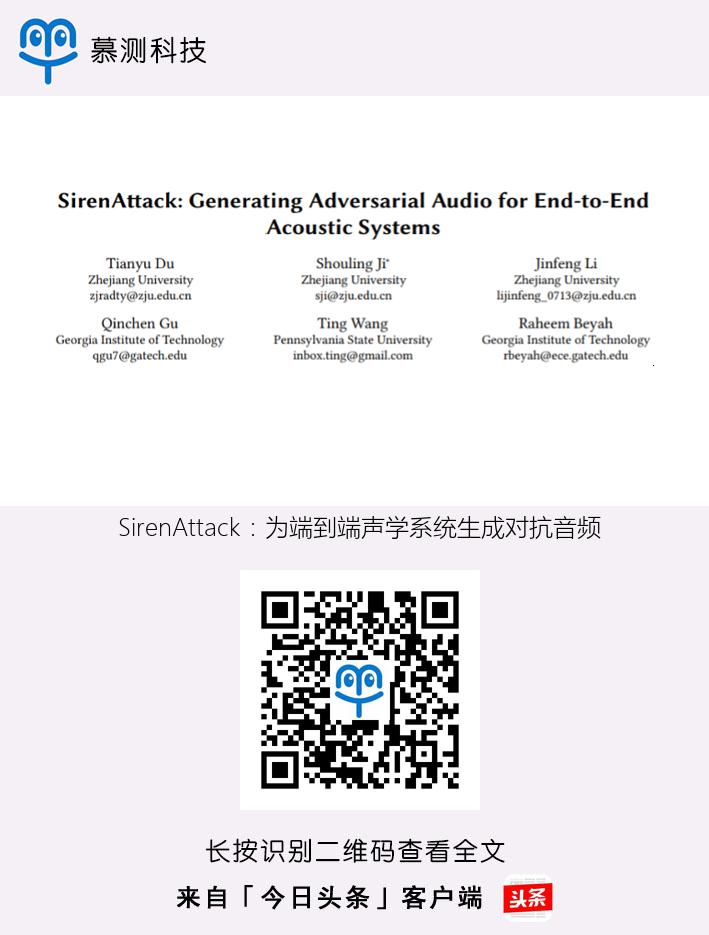 慕测科技
SirenAttack: Generating Adversarial Audio for End-to-End
Acoustic Systems
Tianyu Du
Zhejiang University
zjradty@zju.edu.cn
Shouling Ji*
Zhejiang University
sji@zju.edu.cn
Jinfeng Li
Zhejiang University
lijinfeng_0713@zju.edu.cn
Qinchen Gu
Georgia Institute of Technology
qgu7@gatech.edu
Ting Wang
Pennsylvania State University
inbox.ting@gmail.com
Raheem Beyah
Georgia Institute of Technology
rbeyah@ece.gatech.edu
SirenAttack：为端到端声学系统生成对抗音频
长按识别二维码查看全文
来自「今日头条」客户端
头条